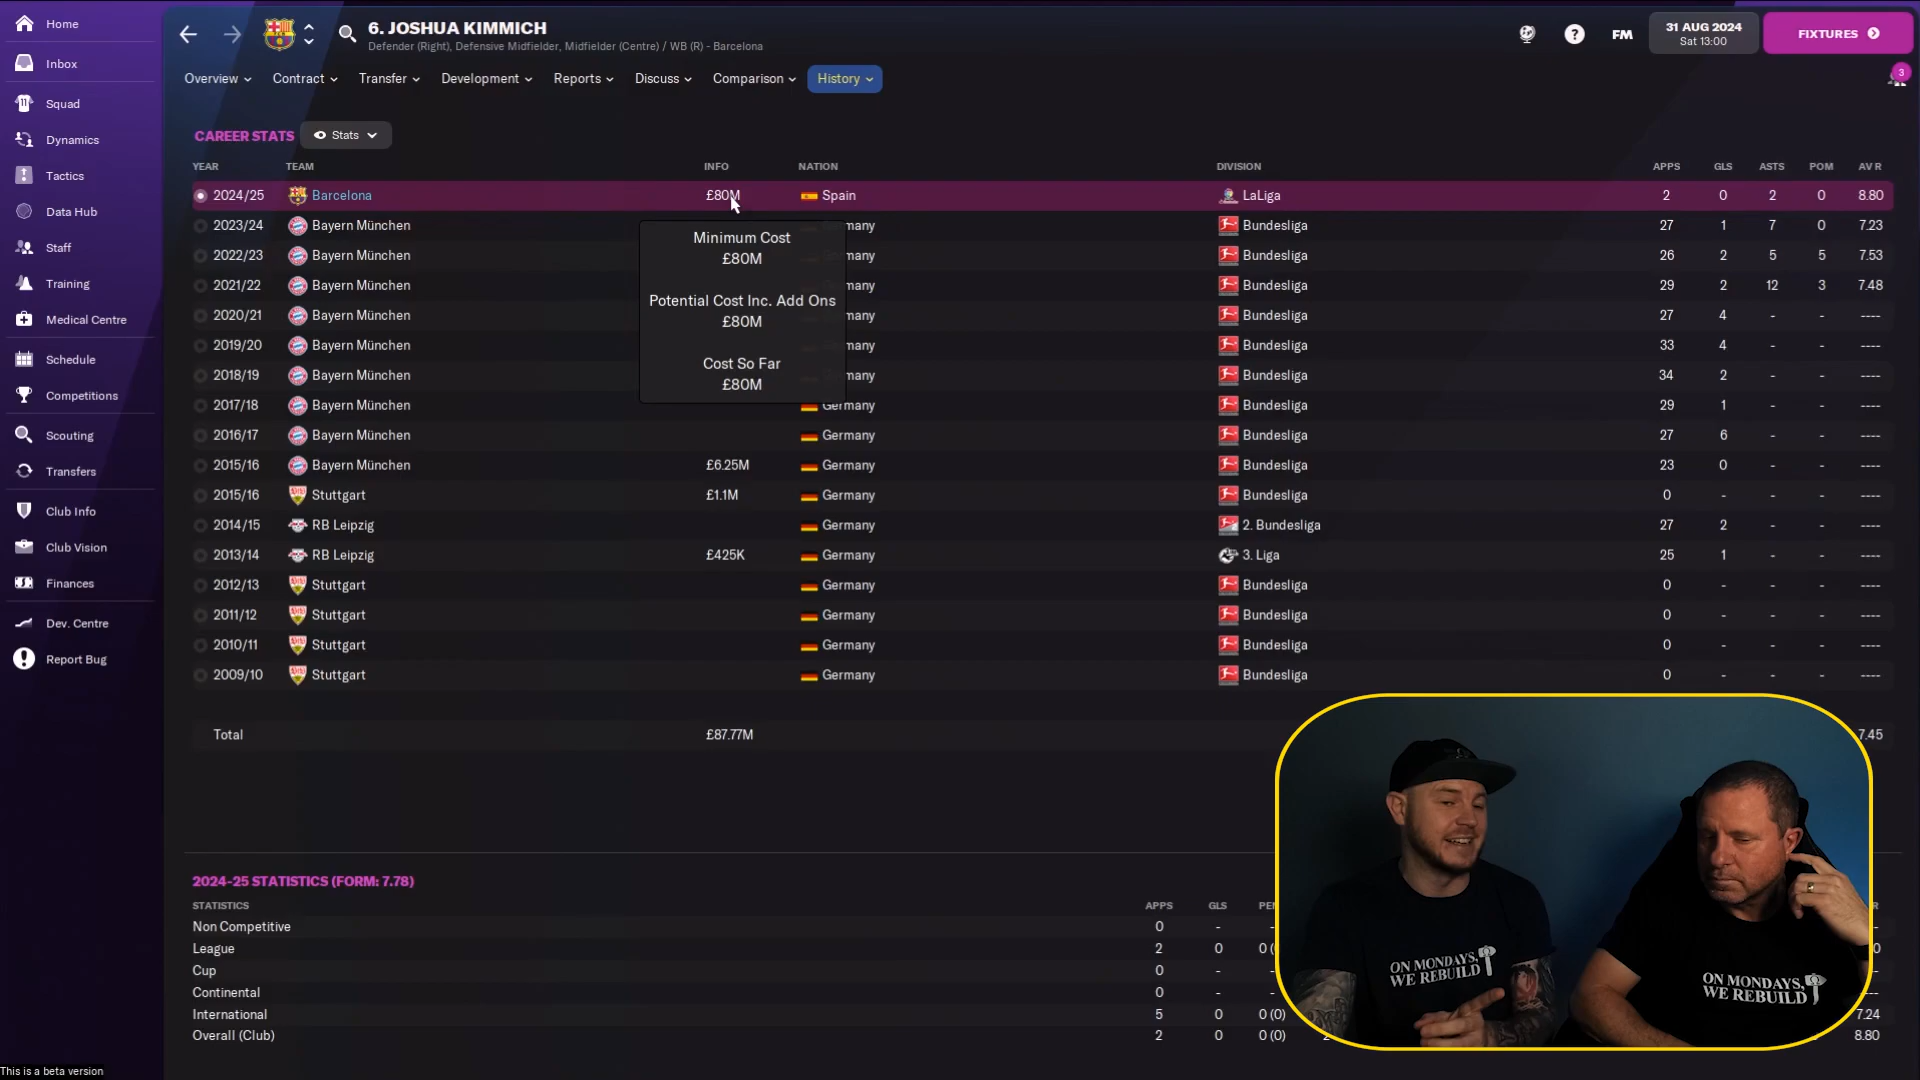 Home
Inbox
Squad
Dynamics
Tactics
Data Hub
Staff
Training
Medical Centre
Schedule
Competitions
Scouting
Transfers
Club Info
Club Vision
Finances
Dev. Centre
Report Bug
This is a beta version
6. JOSHUA KIMMICH
Defender (Right), Defensive Midfielder, Midfielder (Centre) / WB (R) - Barcelona
FM
31 AUG 2024
Sat 13:00
FIXTURES
3
Overview Contract Transfer Development Reports Discuss Comparison History
CAREER STATS Stats
YEAR TEAM INFO NATION DIVISION APPS GLS ASTS POM AV R
2024/25 Barcelona £80M Spain LaLiga 2 0 2 0 8.80
2023/24 Bayern München many Bundesliga 27 1 7 0 7.23
2022/23 Bayern München many Bundesliga 26 2 5 5 7.53
2021/22 Bayern München many Bundesliga 29 2 12 3 7.48
2020/21 Bayern München many Bundesliga 27 4 - - ----
2019/20 Bayern München many Bundesliga 33 4 - - ----
2018/19 Bayern München many Bundesliga 34 2 - - ----
2017/18 Bayern München Germany Bundesliga 29 1 - - ----
2016/17 Bayern München Germany Bundesliga 27 6 - - ----
2015/16 Bayern München £6.25M Germany Bundesliga 23 0 - - ----
2015/16 Stuttgart £1.1M Germany Bundesliga 0 - - - ----
2014/15 RB Leipzig Germany 2. Bundesliga 27 2 - - ----
2013/14 RB Leipzig £425K Germany 3. Liga 25 1 - - ----
2012/13 Stuttgart Germany Bundesliga 0 - - - ----
2011/12 Stuttgart Germany Bundesliga 0 - - - ----
2010/11 Stuttgart Germany Bundesliga 0 - - - ----
2009/10 Stuttgart Germany Bundesliga 0 - - - ----
Total £87.77M 7.45
Minimum Cost
£80M
Potential Cost Inc. Add Ons
£80M
Cost So Far
£80M
2024-25 STATISTICS (FORM: 7.78)
STATISTICS APPS GLS PE R
Non Competitive 0 - - -
League 2 0 0 0
Cup 0 - -
Continental 0 - -
International 5 0 0 (0) 7.24
Overall (Club) 2 0 0 (0) 8.80
ON MONDAYS,
WE REBUILD
ON MONDAYS,
WE REBUILD